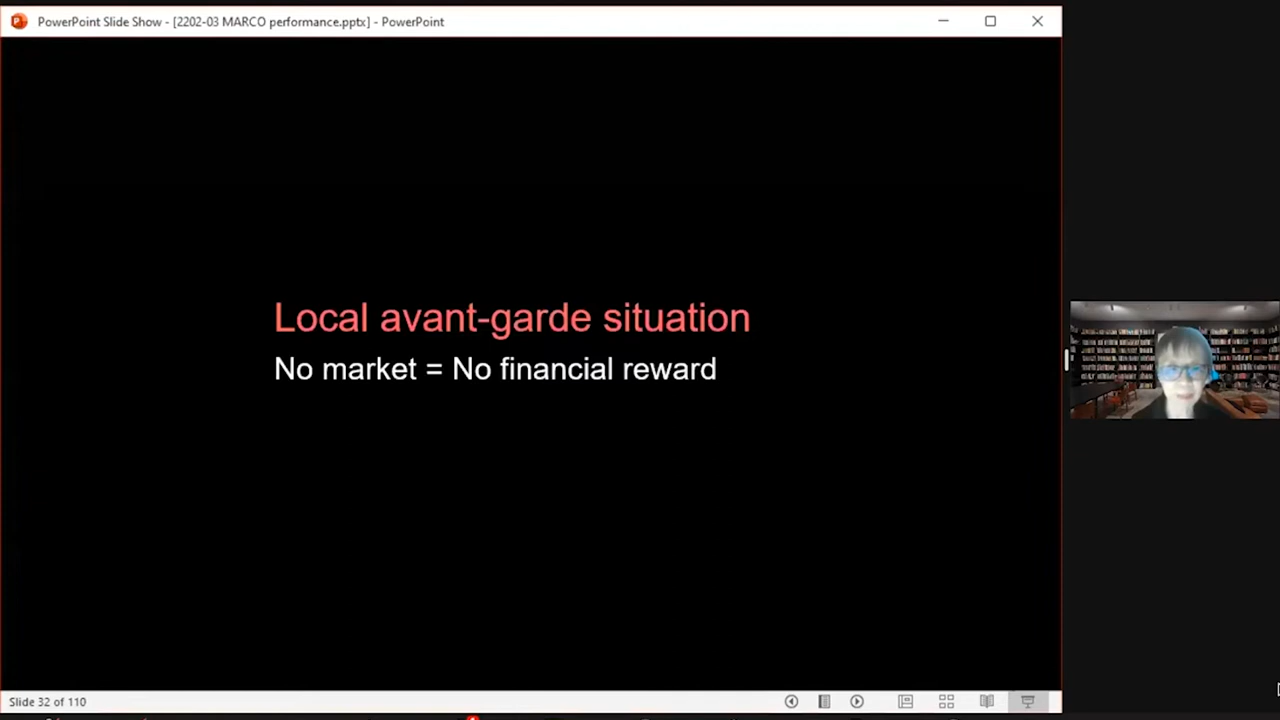 PowerPoint Slide Show - [2202-03 MARCO performance.pptx] - PowerPoint
Local avant-garde situation
No market = No financial reward
Slide 32 of 110